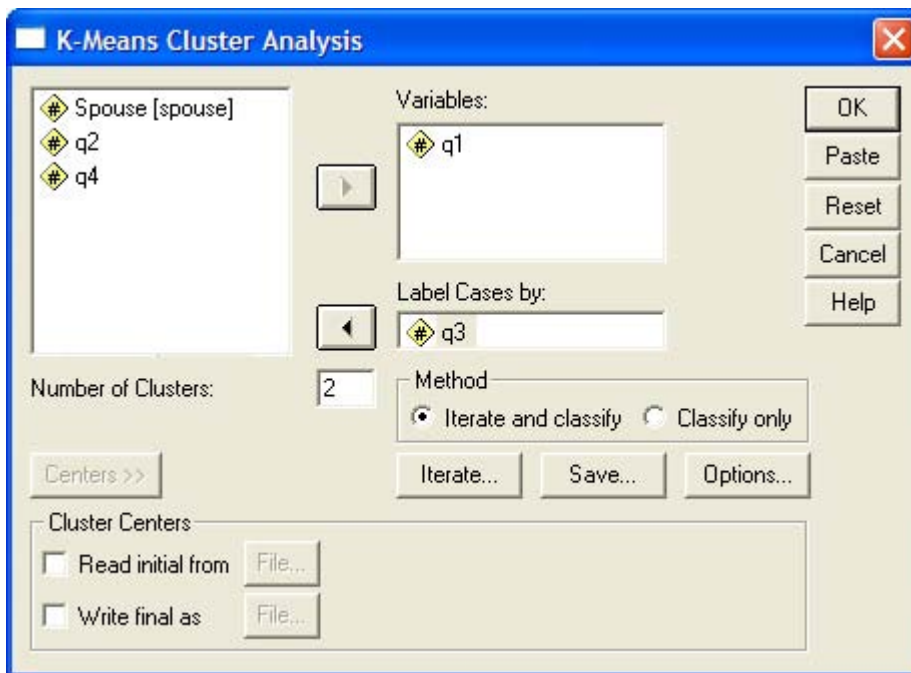 K-Means Cluster Analysis
# Spouse [spouse]
# q2
# q4
Variables:
# q1
Label Cases by:
# q3
OK
Paste
Reset
Cancel
Help
Number of Clusters: 2
Method
Iterate and classify Classify only
Centers >>
Iterate... Save... Options...
Cluster Centers
Read initial from File...
Write final as File...